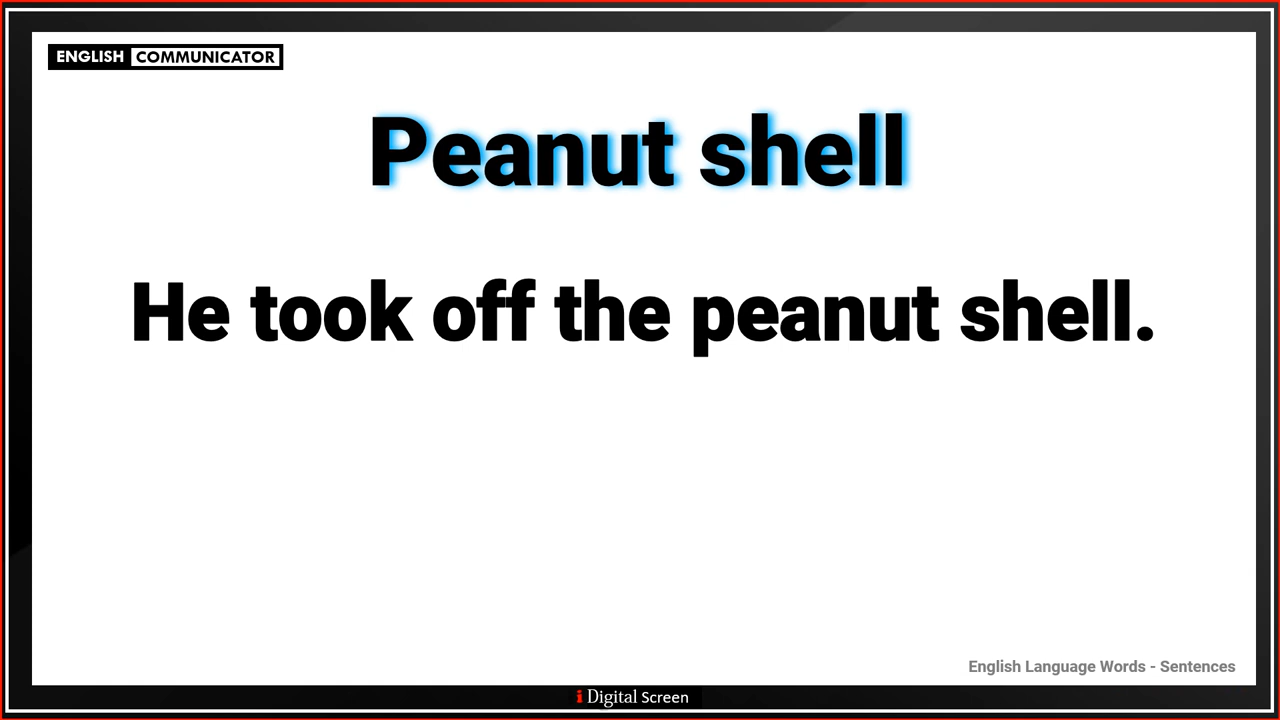 ENGLISH COMMUNICATOR
Peanut shell
He took off the peanut shell.
English Language Words - Sentences
i Digital Screen